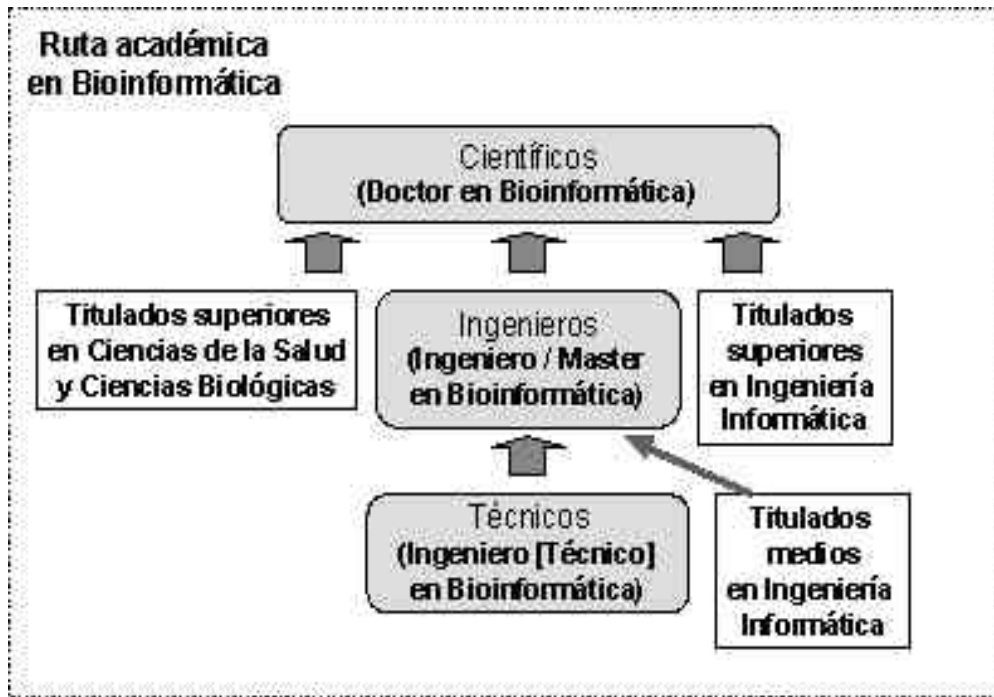 Ruta académica
en Bioinformática
Científicos
(Doctor en Bioinformática)
Titulados superiores
en Ciencias de la Salud
y Ciencias Biológicas
Ingenieros
(Ingeniero / Master
en Bioinformática)
Titulados
superiores
en Ingeniería
Informática
Técnicos
(Ingeniero [Técnico]
en Bioinformática)
Titulados
medios
en Ingeniería
Informática